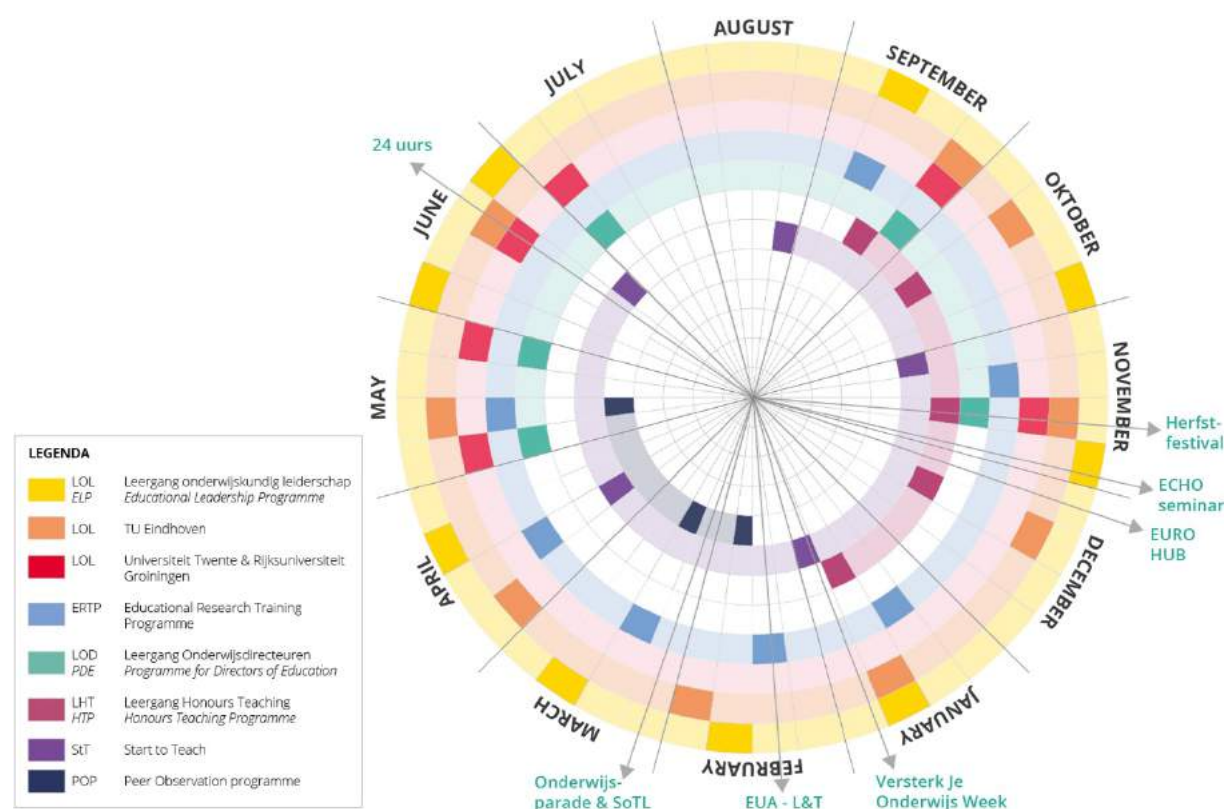 AUGUST
SEPTEMBER
OKTOBER
NOVEMBER
DECEMBER
JANUARY
FEBRUARY
MARCH
APRIL
MAY
JUNE
JULY
24 uurs
Herfst-
festival
ECHO
seminar
EURO
HUB
Versterk Je
Onderwijs Week
EUA - L&T
Onderwijs-
parade & SoTL
LEGENDA
LOL Leergang onderwijskundig leiderschap
ELP Educational Leadership Programme
LOL TU Eindhoven
LOL Universiteit Twente & Rijksuniversiteit
Groiningen
ERTP Educational Research Training
Programme
LOD Leergang Onderwijsdirecteuren
PDE Programme for Directors of Education
LHT Leergang Honours Teaching
HTP Honours Teaching Programme
StT Start to Teach
POP Peer Observation programme